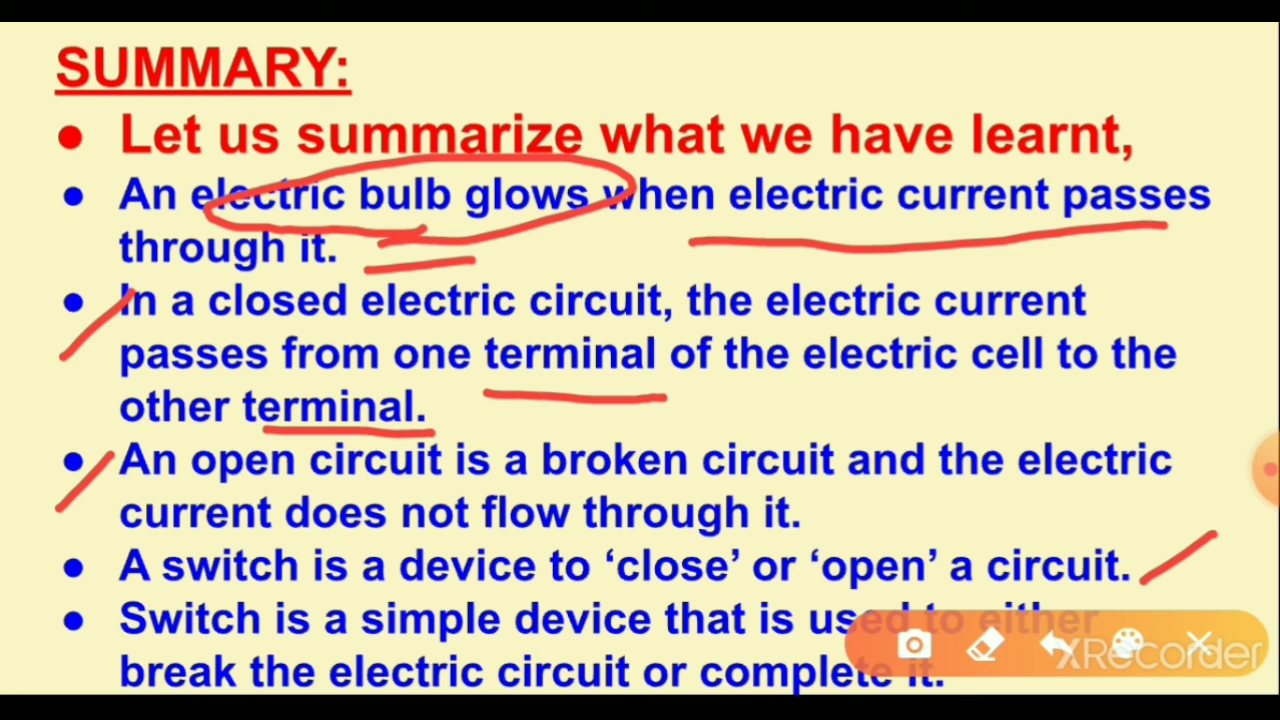 SUMMARY:
● Let us summarize what we have learnt,
● An electric bulb glows when electric current passes
through it.
● In a closed electric circuit, the electric current
passes from one terminal of the electric cell to the
other terminal.
● An open circuit is a broken circuit and the electric
current does not flow through it.
● A switch is a device to ‘close’ or ‘open’ a circuit.
● Switch is a simple device that is used to either
break the electric circuit or complete it.
XRecorder